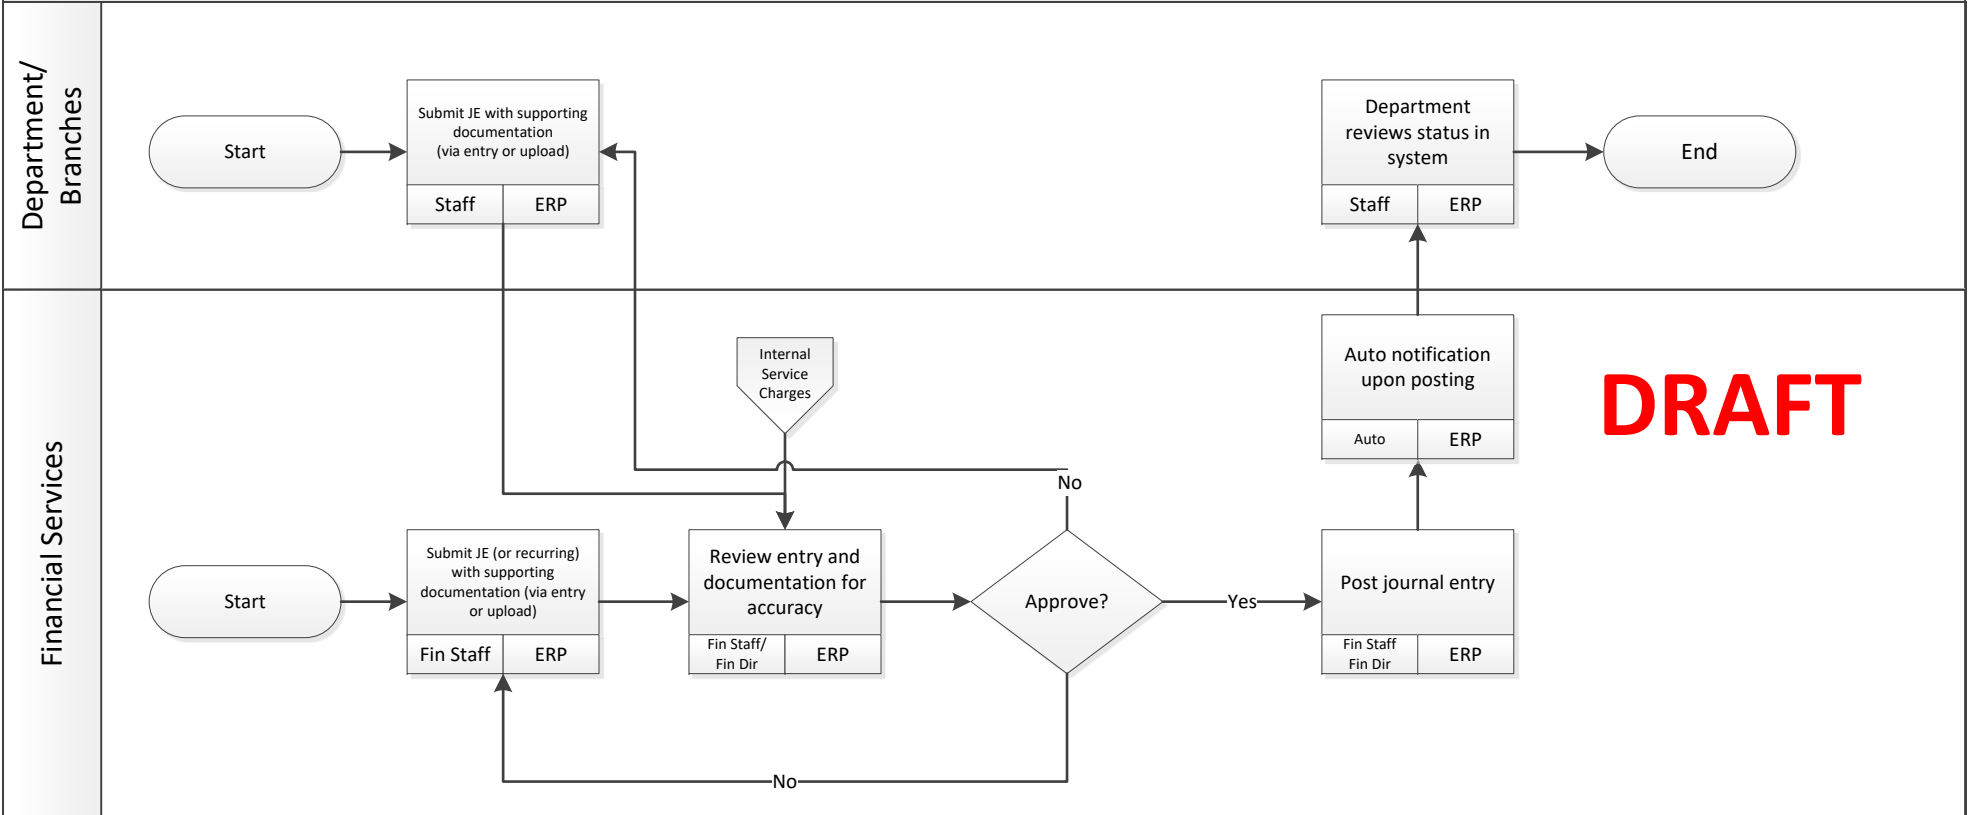 Department/
Branches
Start
Submit JE with supporting
documentation
(via entry or upload)
Staff
ERP
Department
reviews status in
system
Staff
ERP
End
Financial Services
Internal
Service
Charges
Auto notification
upon posting
Auto
ERP
DRAFT
No
Start
Submit JE (or recurring)
with supporting
documentation (via entry
or upload)
Fin Staff
ERP
Review entry and
documentation for
accuracy
Fin Staff/
Fin Dir
ERP
Approve?
Yes
Post journal entry
Fin Staff
Fin Dir
ERP
No